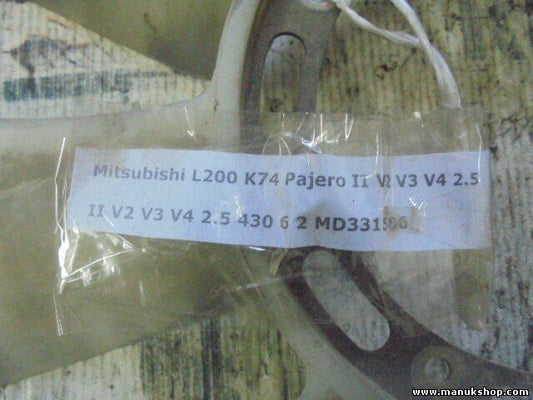 Mitsubishi L200 K74 Pajero II V2 V3 V4 2.5
II V2 V3 V4 2.5 430 6 2
www.manukshop.com